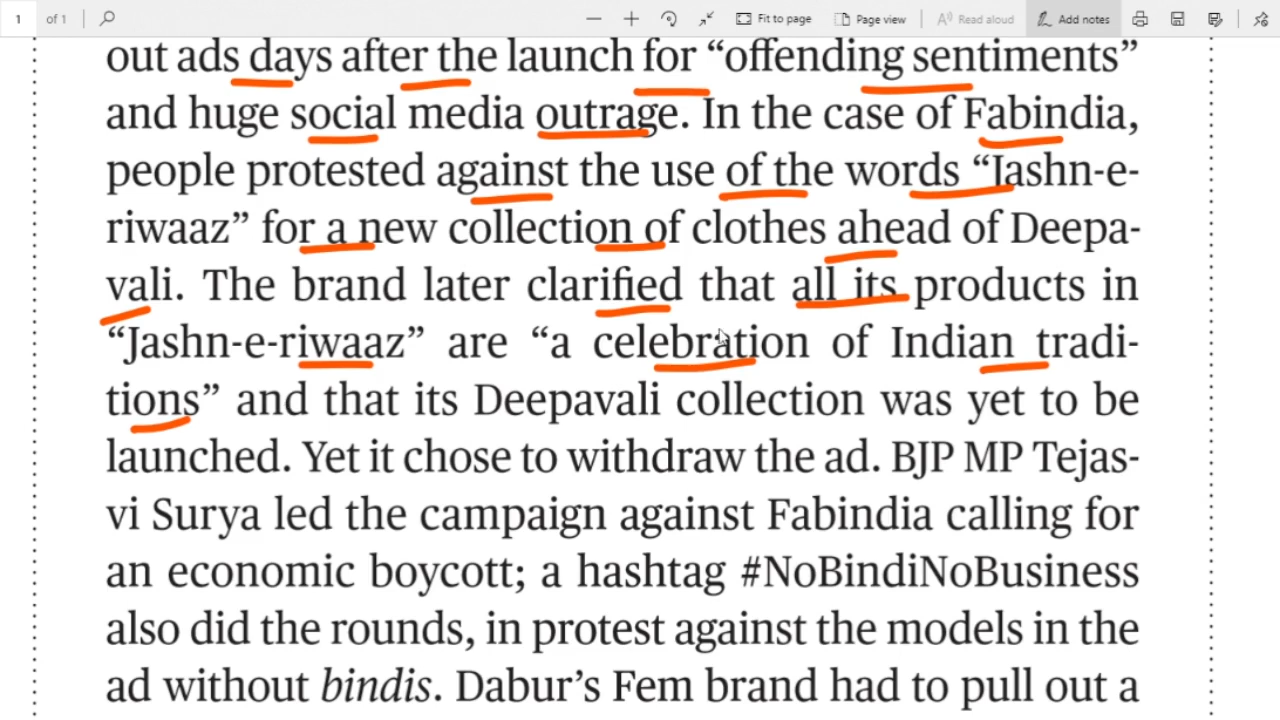 1 of 1 Fit to page Page view Read aloud Add notes
out ads days after the launch for “offending sentiments”
and huge social media outrage. In the case of Fabindia,
people protested against the use of the words “Jashn-e-
riwaaz” for a new collection of clothes ahead of Deepa-
vali. The brand later clarified that all its products in
“Jashn-e-riwaaz” are “a celebration of Indian tradi-
tions” and that its Deepavali collection was yet to be
launched. Yet it chose to withdraw the ad. BJP MP Tejas-
vi Surya led the campaign against Fabindia calling for
an economic boycott; a hashtag #NoBindiNoBusiness
also did the rounds, in protest against the models in the
ad without bindis. Dabur’s Fem brand had to pull out a